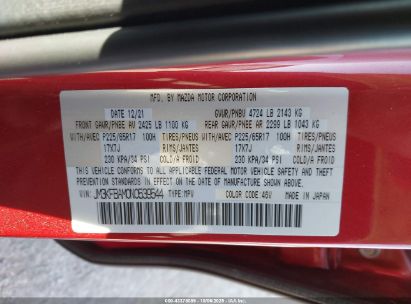 MFD. BY MAZDA MOTOR CORPORATION
DATE 12/21 GVWR/PNBV 4724 LB 2143 KG
FRONT GAWR/PNBE AV 2425 LB 1100 KG REAR GAWR/PNBE AR 2299 LB 1043 KG
WITH/AVEC P225/65R17 100H TIRES/PNEUS WITH/AVEC P225/65R17 100H TIRES/PNEUS
17X7J RIMS/JANTES 17X7J RIMS/JANTES
230 KPA/34 PSI COLD/A FROID 230 KPA/34 PSI COLD/A FROID
THIS VEHICLE CONFORMS TO ALL APPLICABLE FEDERAL MOTOR
VEHICLE SAFETY, BUMPER, AND THEFT PREVENTION STANDARDS
IN EFFECT ON THE DATE OF MANUFACTURE SHOWN ABOVE.
VIN: TYPE:MPV COLOR CODE:46V MADE IN JAPAN